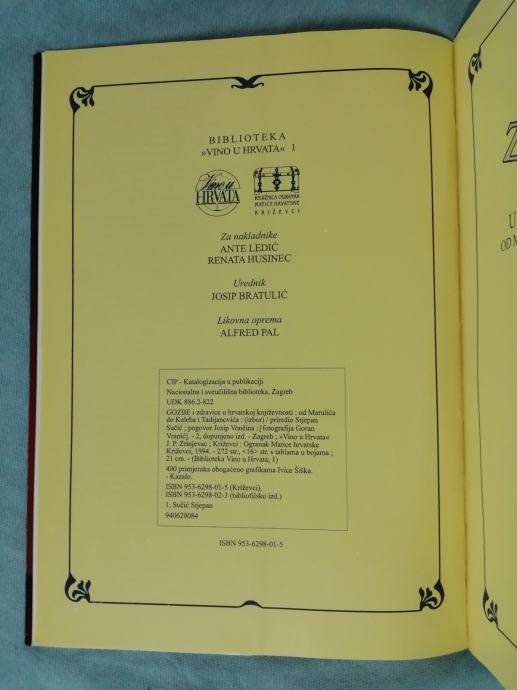 BIBLIOTEKA
»VINO U HRVATA« 1
Vino u
HRVATA
KNJIŽNICA OGRANKA
MATICE HRVATSKE
KRIŽEVCI
Za nakladnike
ANTE LEDIĆ
RENATA HUSINEC
Urednik
JOSIP BRATULIĆ
Likovna oprema
ALFRED PAL
CIP - Katalogizacija u publikaciji
Nacionalna i sveučilišna biblioteka, Zagreb
UDK 886.2-822
GOZBE i zdravice u hrvatskoj književnosti : od Marulića
do Kaleba i Tadijanovića : (izbor) / priredio Stjepan
Sučić ; pogovor Josip Vončina ; [ fotografija Goran
Vranić]. - 2, dopunjeno izd. - Zagreb ; »Vino u Hrvata«
J. P. Zrinjevac ; Križevci : Ogranak Matice hrvatske
Križevci, 1994. - 272 str., <16> str. s tablama u bojama ;
21 cm. - (Biblioteka Vino u Hrvata; 1)
400 primjeraka obogaćeno grafikama Ivice Šiška.
- Kazalo.
ISBN 953-6298-01-5 (Križevci).
ISBN 953-6298-02-3 (bibliofilsko izd.)
1. Sučić Stjepan
940620084
ISBN 953-6298-01-5
Z
U
OD M